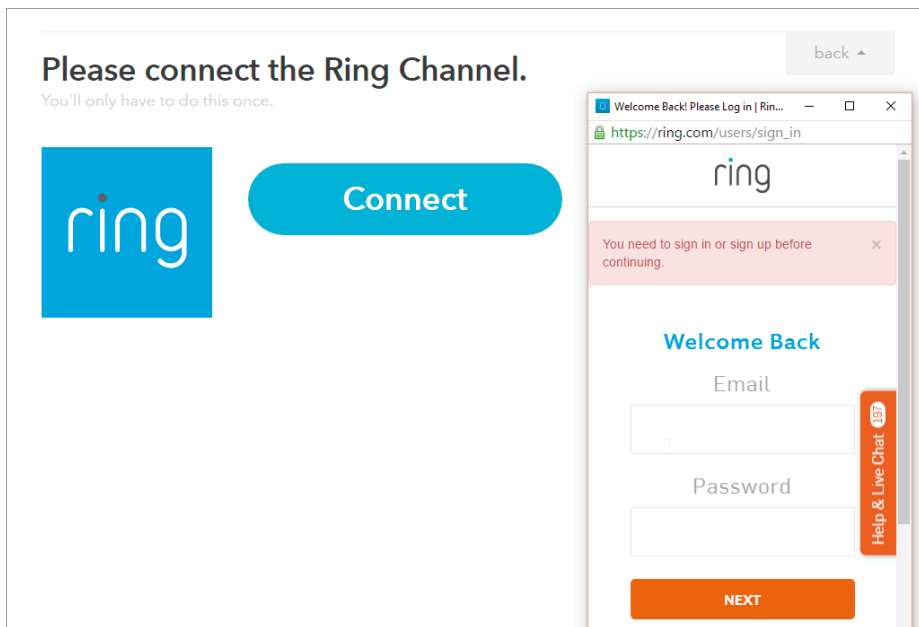 back
Please connect the Ring Channel.
You'll only have to do this once.
ring
Connect
Welcome Back! Please Log in | Rin...
https://ring.com/users/sign_in
ring
You need to sign in or sign up before
continuing.
×
Welcome Back
Email
Password
Help & Live Chat 197
NEXT